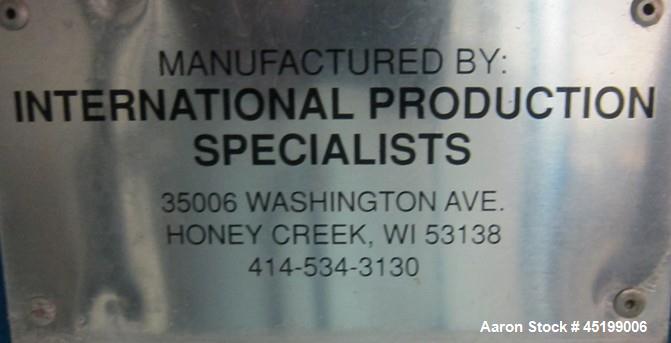 MANUFACTURED BY:
INTERNATIONAL PRODUCTION
SPECIALISTS
35006 WASHINGTON AVE.
HONEY CREEK, WI 53138
414-534-3130
Aaron Stock # 45199006